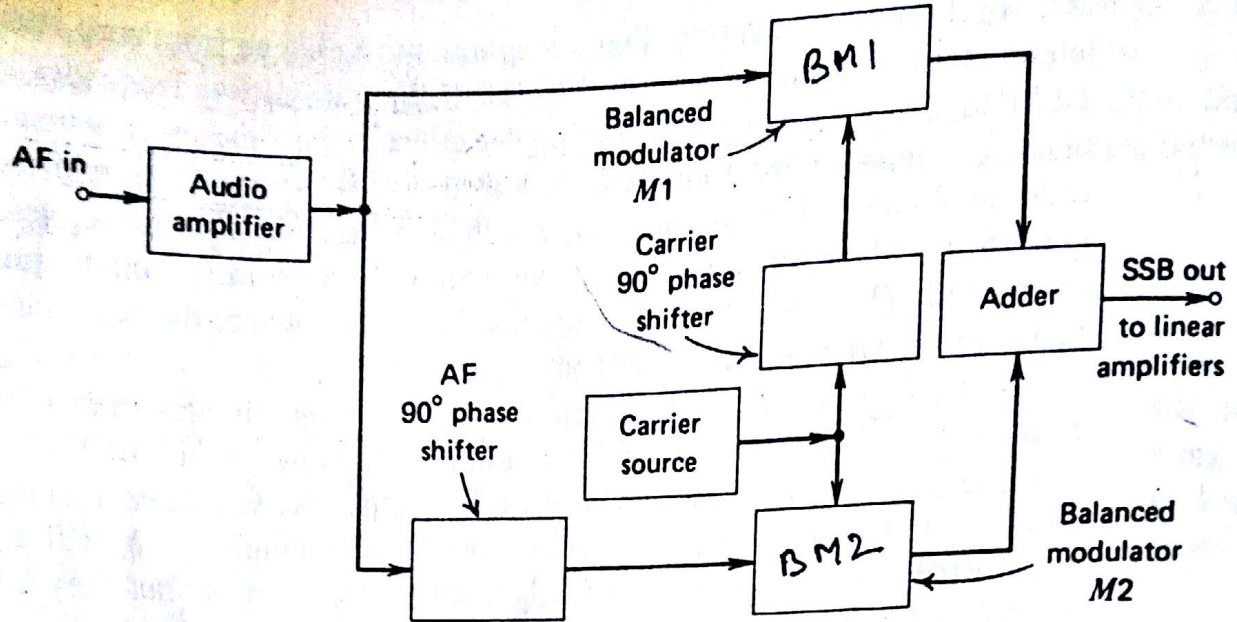 BM1
Balanced
modulator
M1
AF in
Audio
amplifier
Carrier
90° phase
shifter
Adder
SSB out
to linear
amplifiers
AF
90° phase
shifter
Carrier
source
BM2
Balanced
modulator
M2